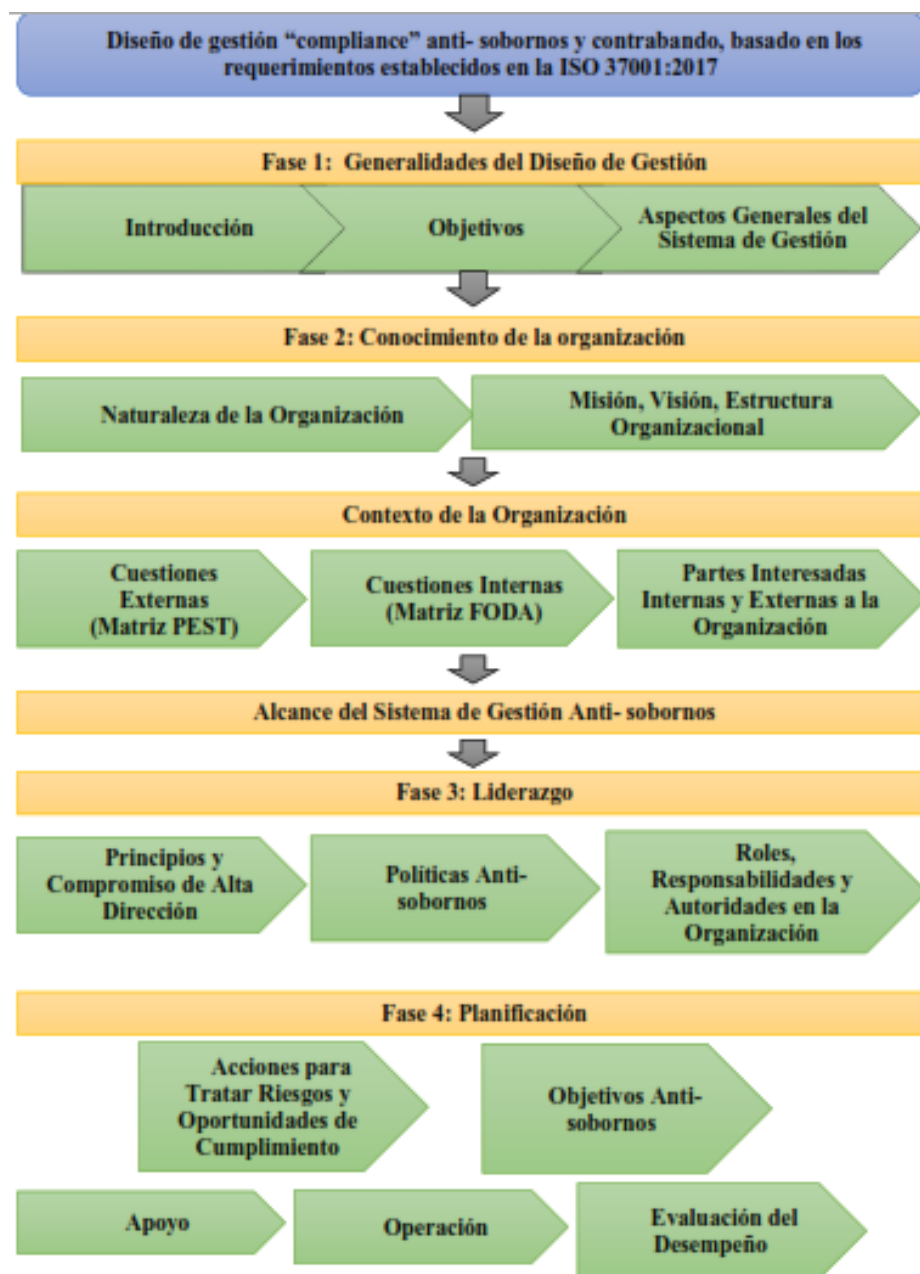 Diseño de gestión “compliance” anti- sobornos y contrabando, basado en los
requerimientos establecidos en la ISO 37001:2017
Fase 1:  Generalidades del Diseño de Gestión
Introducción
Objetivos
Aspectos Generales del
Sistema de Gestión
Fase 2: Conocimiento de la organización
Naturaleza de la Organización
Misión, Visión, Estructura
Organizacional
Contexto de la Organización
Cuestiones
Externas
(Matriz PEST)
Cuestiones Internas
(Matriz FODA)
Partes Interesadas
Internas y Externas a la
Organización
Alcance del Sistema de Gestión Anti- sobornos
Fase 3: Liderazgo
Principios y
Compromiso de Alta
Dirección
Políticas Anti-
sobornos
Roles,
Responsabilidades y
Autoridades en la
Organización
Fase 4: Planificación
Acciones para
Tratar Riesgos y
Oportunidades de
Cumplimiento
Objetivos Anti-
sobornos
Apoyo
Operación
Evaluación del
Desempeño